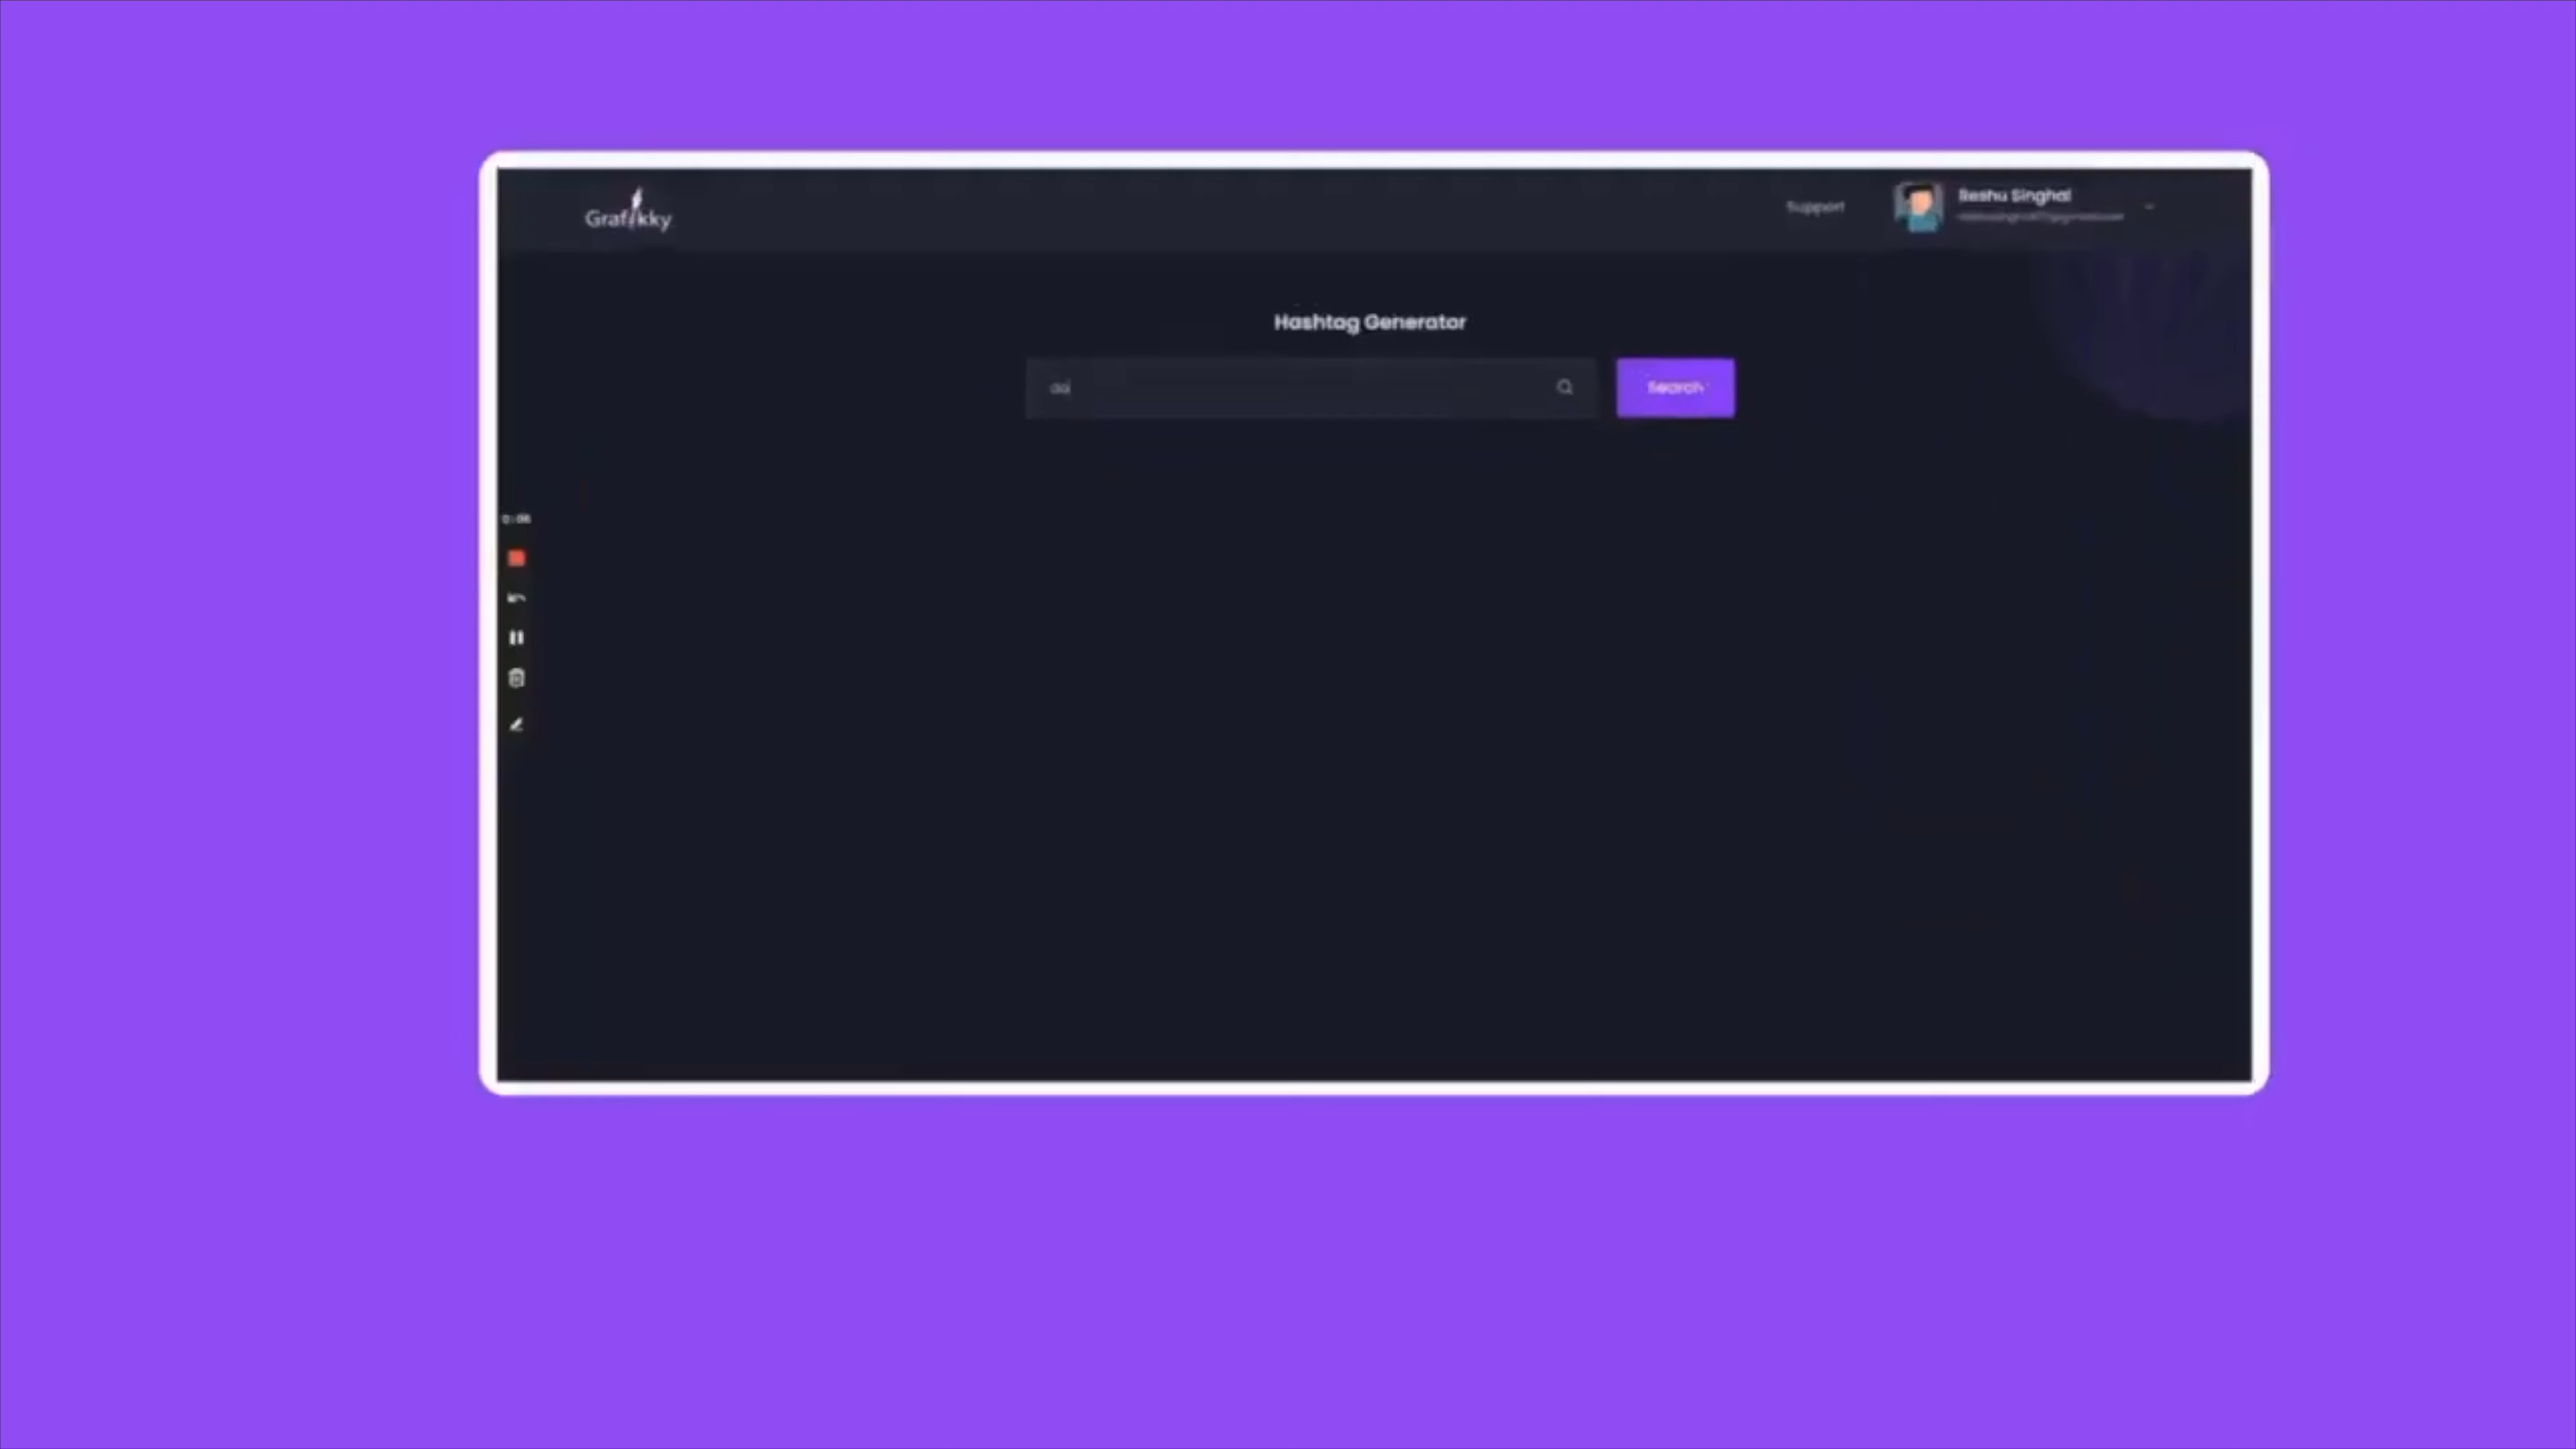 Grafikky
Support
Reshu Singhal
Hashtag Generator
Search